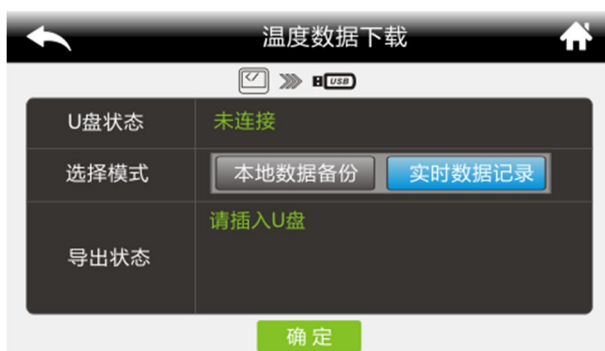 温度数据下载
USB
U盘状态 未连接
选择模式 本地数据备份 实时数据记录
请插入U盘
导出状态
确定